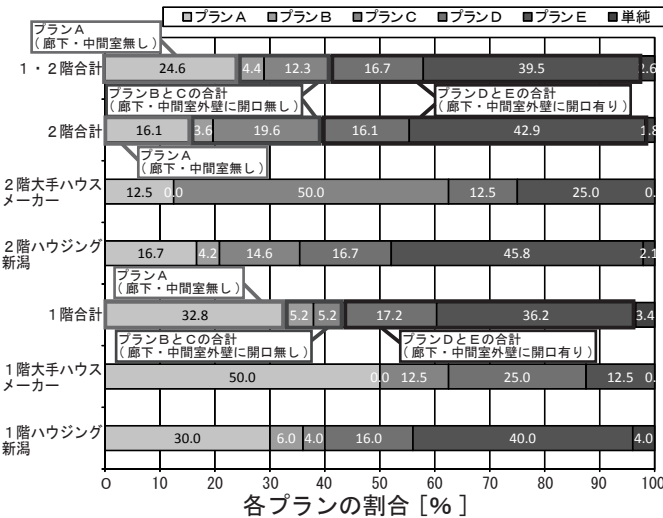 プランA プランB プランC プランD プランE 単純
プランA
(廊下・中間室無し)
1・2階合計 24.6 4.4 12.3 16.7 39.5 2.6
プランBとCの合計
(廊下・中間室外壁に開口無し)
プランDとEの合計
(廊下・中間室外壁に開口有り)
2階合計 16.1 3.6 19.6 16.1 42.9 1.8
プランA
(廊下・中間室無し)
2階大手ハウス
メーカー
12.5 0.0 50.0 12.5 25.0 0.
2階ハウジング
新潟
16.7 4.2 14.6 16.7 45.8 2.1
プランA
(廊下・中間室無し)
1階合計 32.8 5.2 5.2 17.2 36.2 3.4
プランBとCの合計
(廊下・中間室外壁に開口無し)
プランDとEの合計
(廊下・中間室外壁に開口有り)
1階大手ハウス
メーカー
50.0 0.0 12.5 25.0 12.5 0.
1階ハウジング
新潟
30.0 6.0 4.0 16.0 40.0 4.0
0 10 20 30 40 50 60 70 80 90 100
各プランの割合[%]